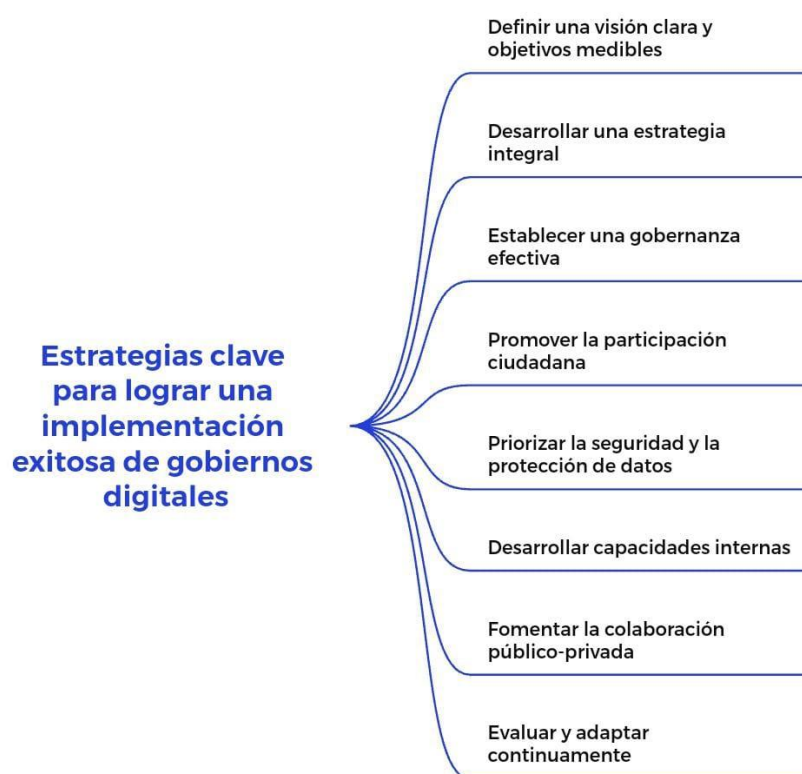 Estrategias clave
para lograr una
implementación
exitosa de gobiernos
digitales
Definir una visión clara y
objetivos medibles
Desarrollar una estrategia
integral
Establecer una gobernanza
efectiva
Promover la participación
ciudadana
Priorizar la seguridad y la
protección de datos
Desarrollar capacidades internas
Fomentar la colaboración
público-privada
Evaluar y adaptar
continuamente